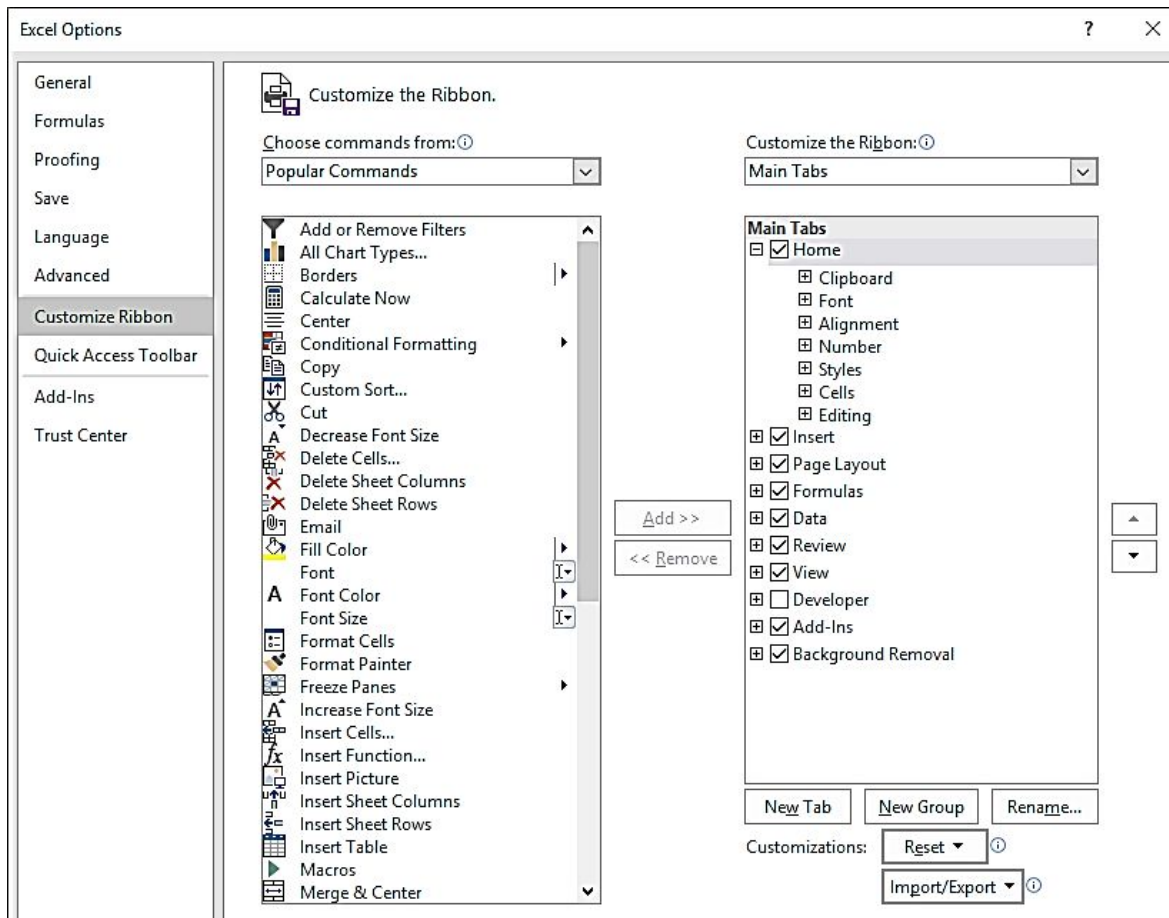 Excel Options
?
General
Formulas
Proofing
Save
Language
Advanced
Customize Ribbon
Quick Access Toolbar
Add-Ins
Trust Center
Customize the Ribbon.
Choose commands from:
Popular Commands
Add or Remove Filters
All Chart Types...
Borders
Calculate Now
Center
Conditional Formatting
Copy
Custom Sort...
Cut
Decrease Font Size
Delete Cells...
Delete Sheet Columns
Delete Sheet Rows
Email
Fill Color
Font
Font Color
Font Size
Format Cells
Format Painter
Freeze Panes
Increase Font Size
Insert Cells...
Insert Function...
Insert Picture
Insert Sheet Columns
Insert Sheet Rows
Insert Table
Macros
Merge & Center
Add >>
<< Remove
Customize the Ribbon:
Main Tabs
Main Tabs
Home
Clipboard
Font
Alignment
Number
Styles
Cells
Editing
Insert
Page Layout
Formulas
Data
Review
View
Developer
Add-Ins
Background Removal
New Tab New Group Rename...
Customizations: Reset
Import/Export